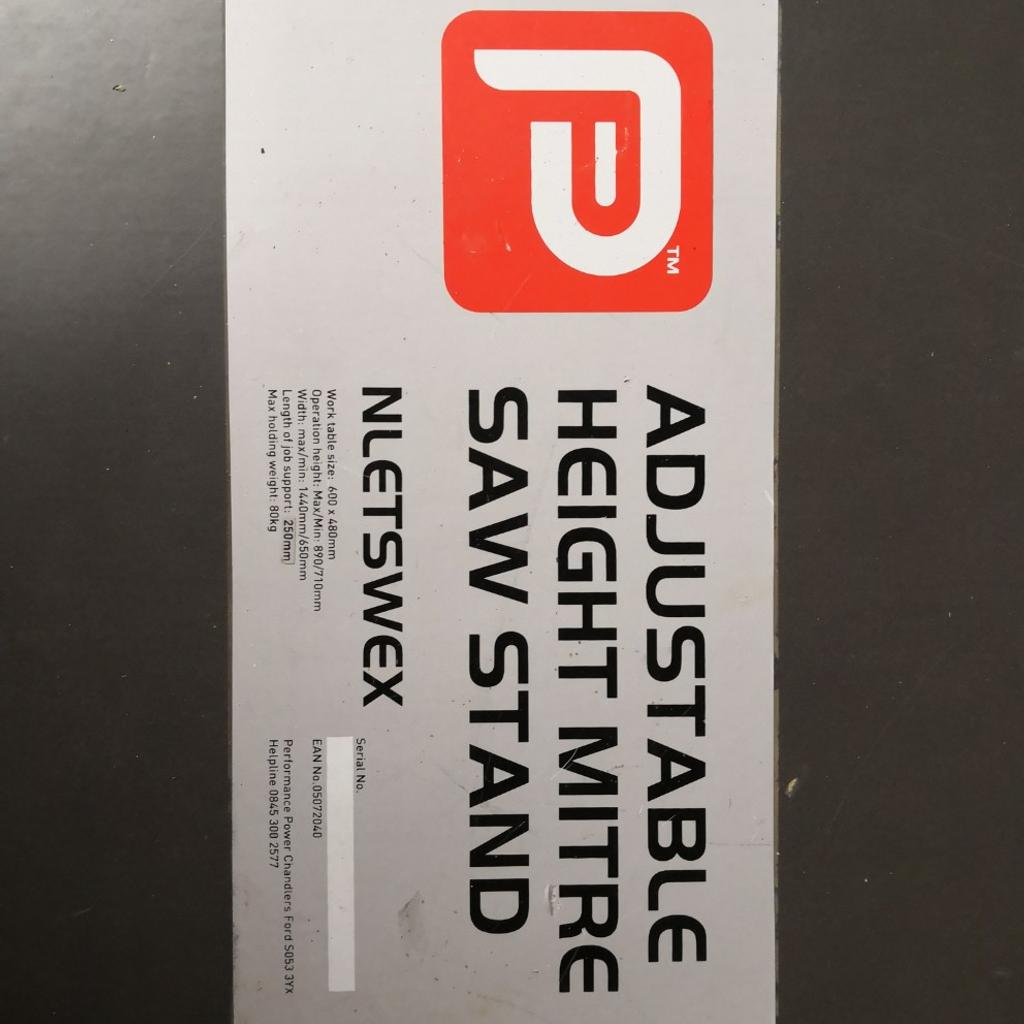 P
TM
ADJUSTABLE
HEIGHT MITRE
SAW STAND
NLETSWEX
Work table size: 600 x 480mm
Operation height: Max/Min: 890/710mm
Width: max/min: 1440mm/650mm
Length of job support: 250mm
Max holding weight: 80kg
Serial No.
EAN No.05072040
Performance Power Chandlers Ford SO53 3YX
Helpline 0845 300 2577